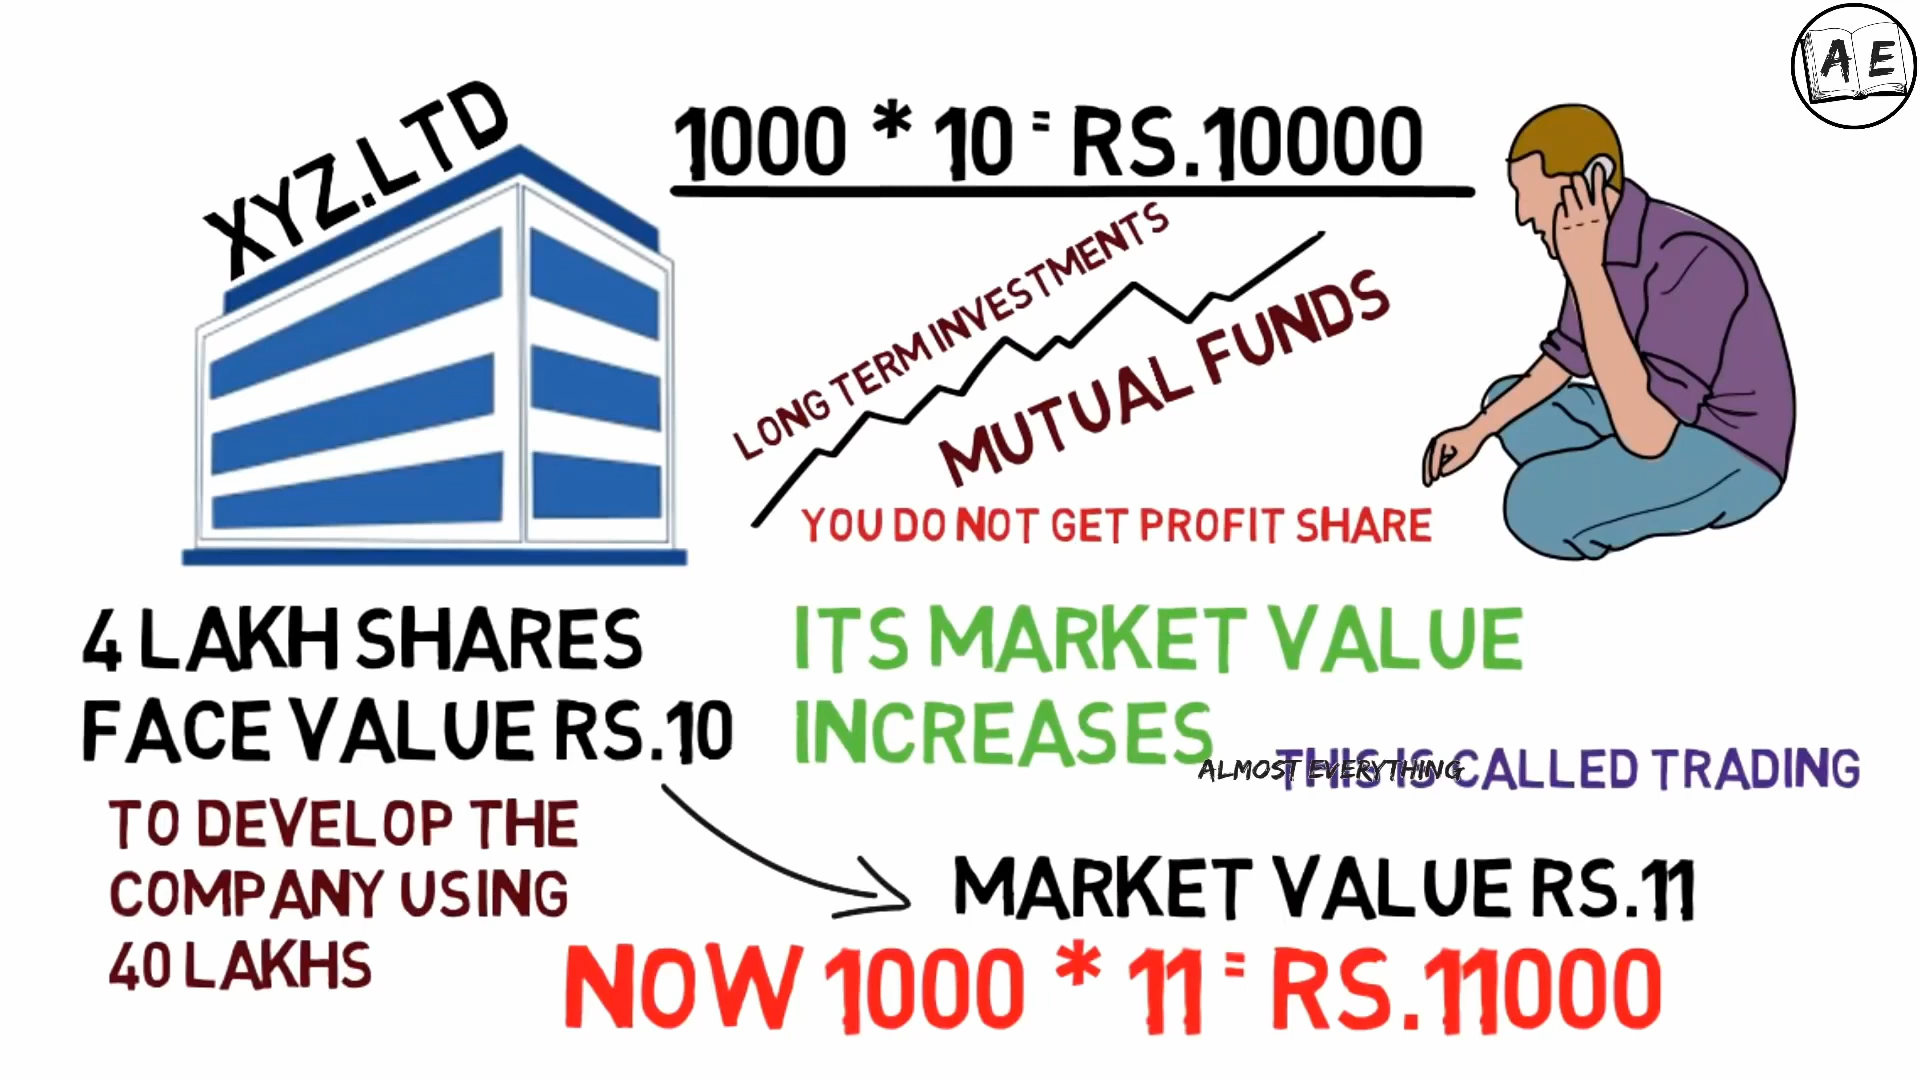 A E
XYZ.LTD
1000 * 10 = RS.10000
LONG TERM INVESTMENTS
MUTUAL FUNDS
YOU DO NOT GET PROFIT SHARE
4 LAKH SHARES
FACE VALUE RS.10
ITS MARKET VALUE
INCREASES
ALMOST EVERYTHING
THIS IS CALLED TRADING
TO DEVELOP THE
COMPANY USING
40 LAKHS
MARKET VALUE RS.11
NOW 1000 * 11 = RS.11000